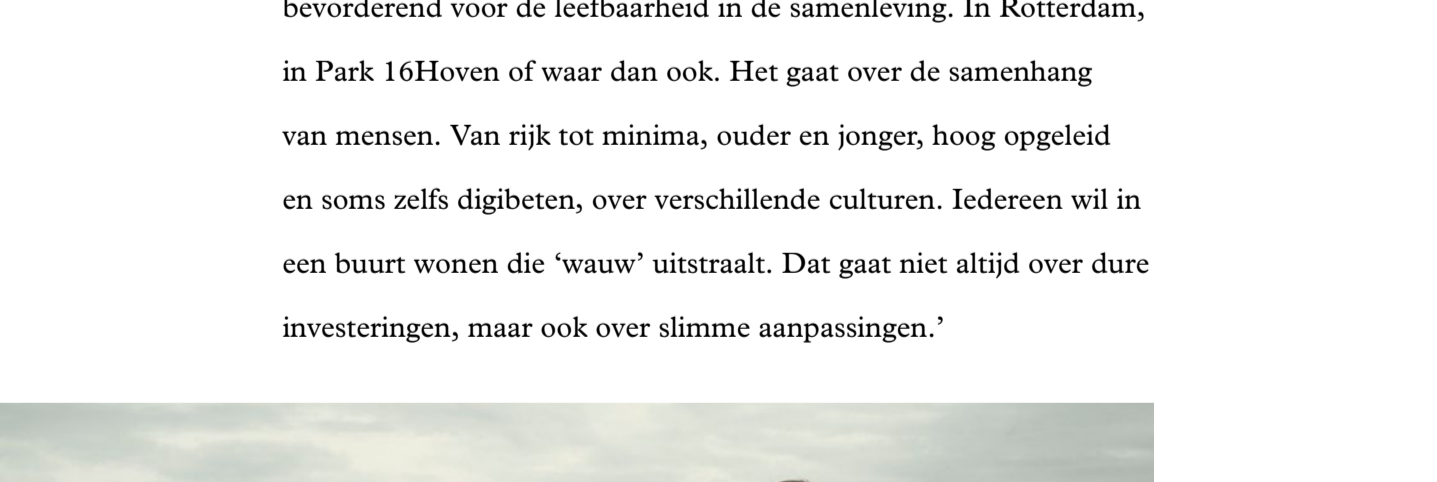 bevorderend voor de leefbaarheid in de samenleving. In Rotterdam,
in Park 16Hoven of waar dan ook. Het gaat over de samenhang
van mensen. Van rijk tot minima, ouder en jonger, hoog opgeleid
en soms zelfs digibeten, over verschillende culturen. Iedereen wil in
een buurt wonen die ‘wauw’ uitstraalt. Dat gaat niet altijd over dure
investeringen, maar ook over slimme aanpassingen.’